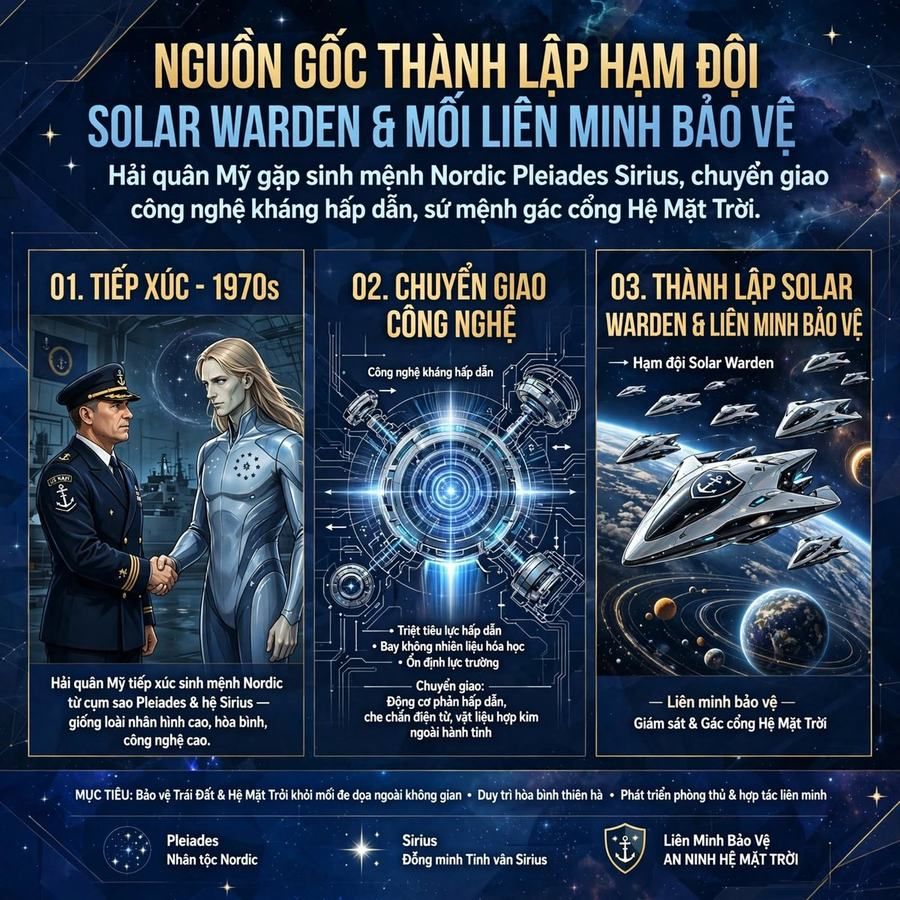 NGUỒN GỐC THÀNH LẬP HẠM ĐỘI
SOLAR WARDEN & MỐI LIÊN MINH BẢO VỆ
Hải quân Mỹ gặp sinh mệnh Nordic Pleiades Sirius, chuyển giao
công nghệ kháng hấp dẫn, sứ mệnh gác cổng Hệ Mặt Trời.
01. TIẾP XÚC - 1970s
US NAVY
Hải quân Mỹ tiếp xúc sinh mệnh Nordic
từ cụm sao Pleiades & hệ Sirius —
giống loài nhân hình cao, hòa bình,
công nghệ cao.
02. CHUYỂN GIAO
CÔNG NGHỆ
Công nghệ kháng hấp dẫn
• Triệt tiêu lực hấp dẫn
• Bay không nhiên liệu hóa học
• Ổn định lực trường
Chuyển giao:
Động cơ phản hấp dẫn,
che chắn điện từ, vật liệu hợp kim
ngoài hành tinh
03. THÀNH LẬP SOLAR
WARDEN & LIÊN MINH BẢO VỆ
→ Hạm đội Solar Warden
— Liên minh bảo vệ —
Giám sát & Gác cổng Hệ Mặt Trời
MỤC TIÊU: Bảo vệ Trái Đất & Hệ Mặt Trời khỏi mối đe dọa ngoài không gian • Duy trì hòa bình thiên hà • Phát triển phòng thủ & hợp tác liên minh
Pleiades
Nhân tộc Nordic
Sirius
Đồng minh Tinh vân Sirius
Liên Minh Bảo Vệ
AN NINH HỆ MẶT TRỜI